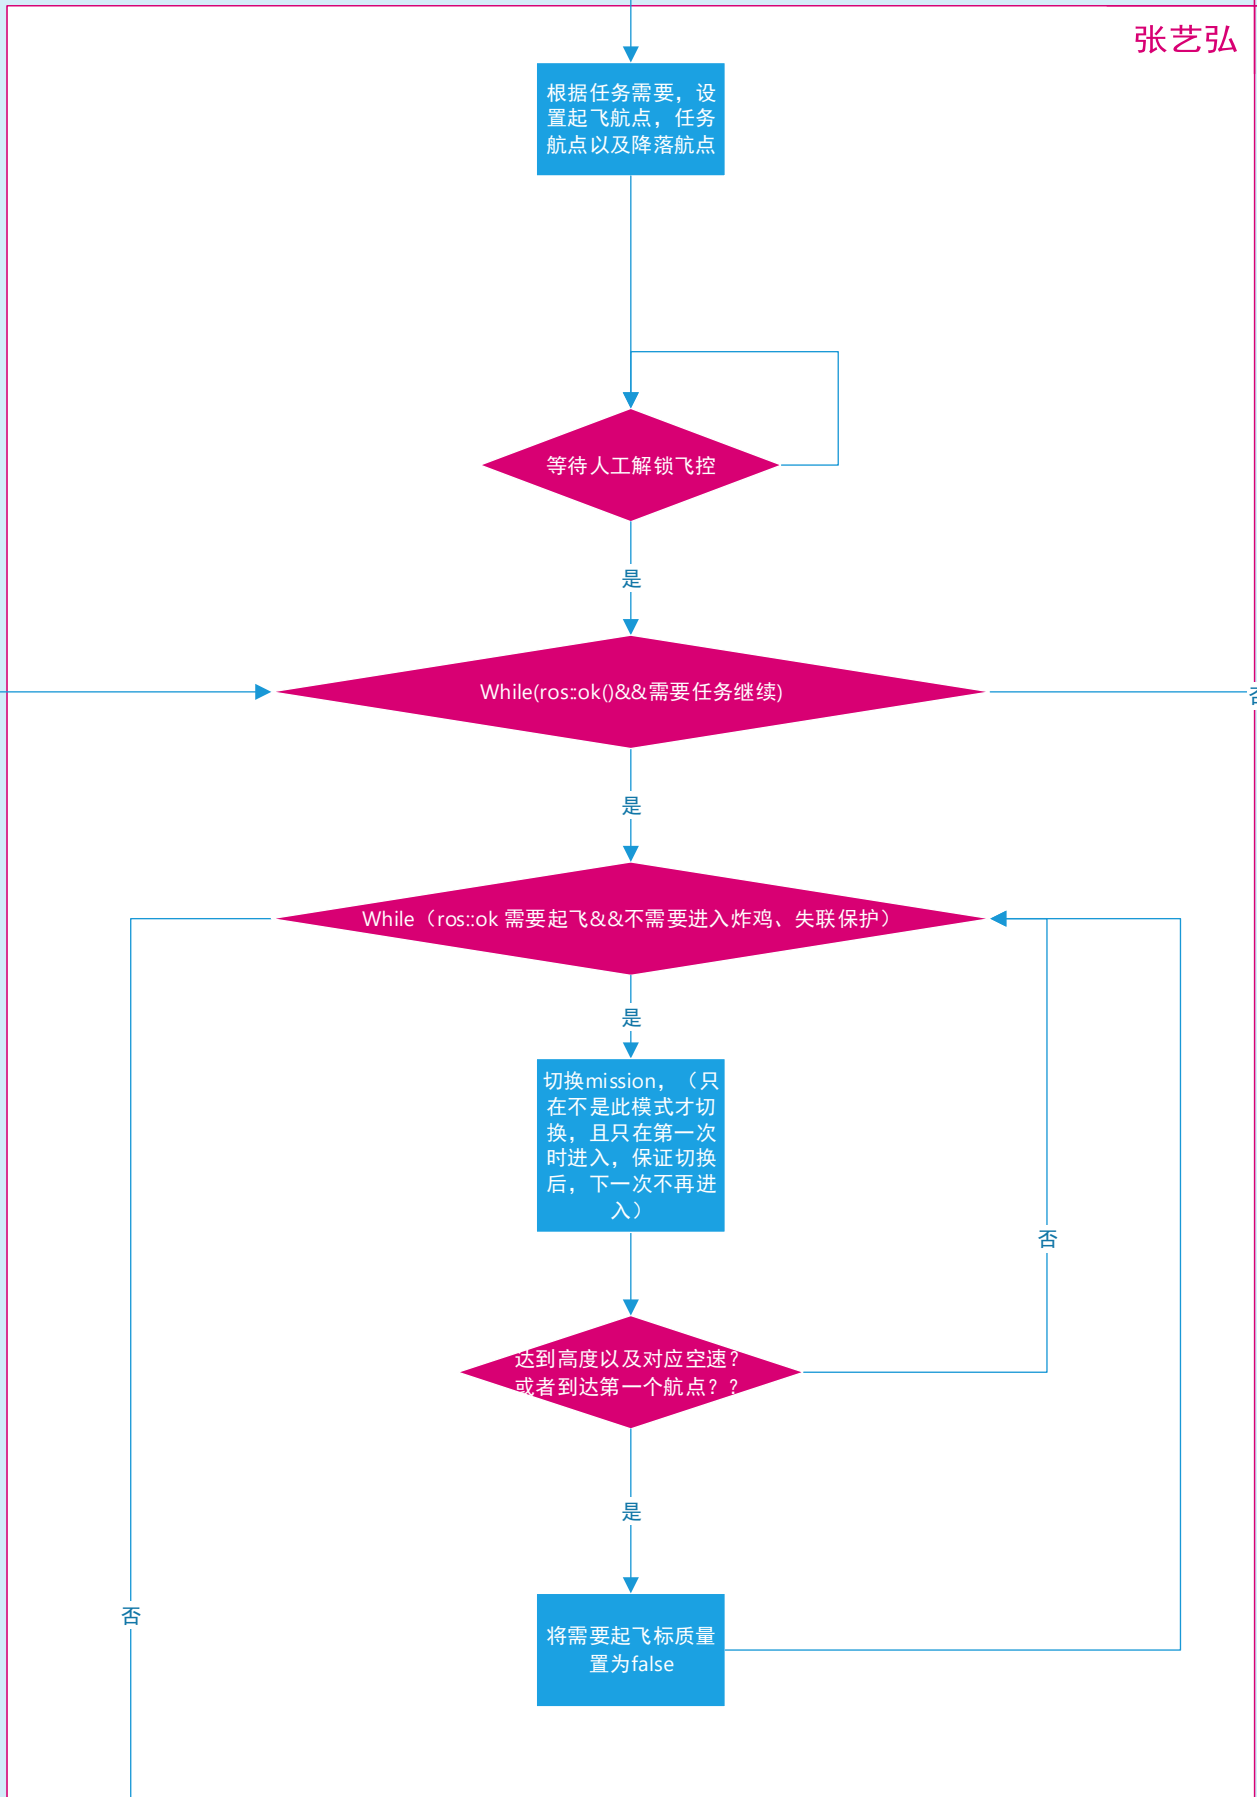 张艺弘
根据任务需要，设
置起飞航点，任务
航点以及降落航点
等待人工解锁飞控
是
While(ros::ok()&&需要任务继续)
否
是
While（ros::ok 需要起飞&&不需要进入炸鸡、失联保护）
是
切换mission，（只
在不是此模式才切
换，且只在第一次
时进入，保证切换
后，下一次不再进
入）
否
达到高度以及对应空速？
或者到达第一个航点？？
是
否
将需要起飞标质量
置为false